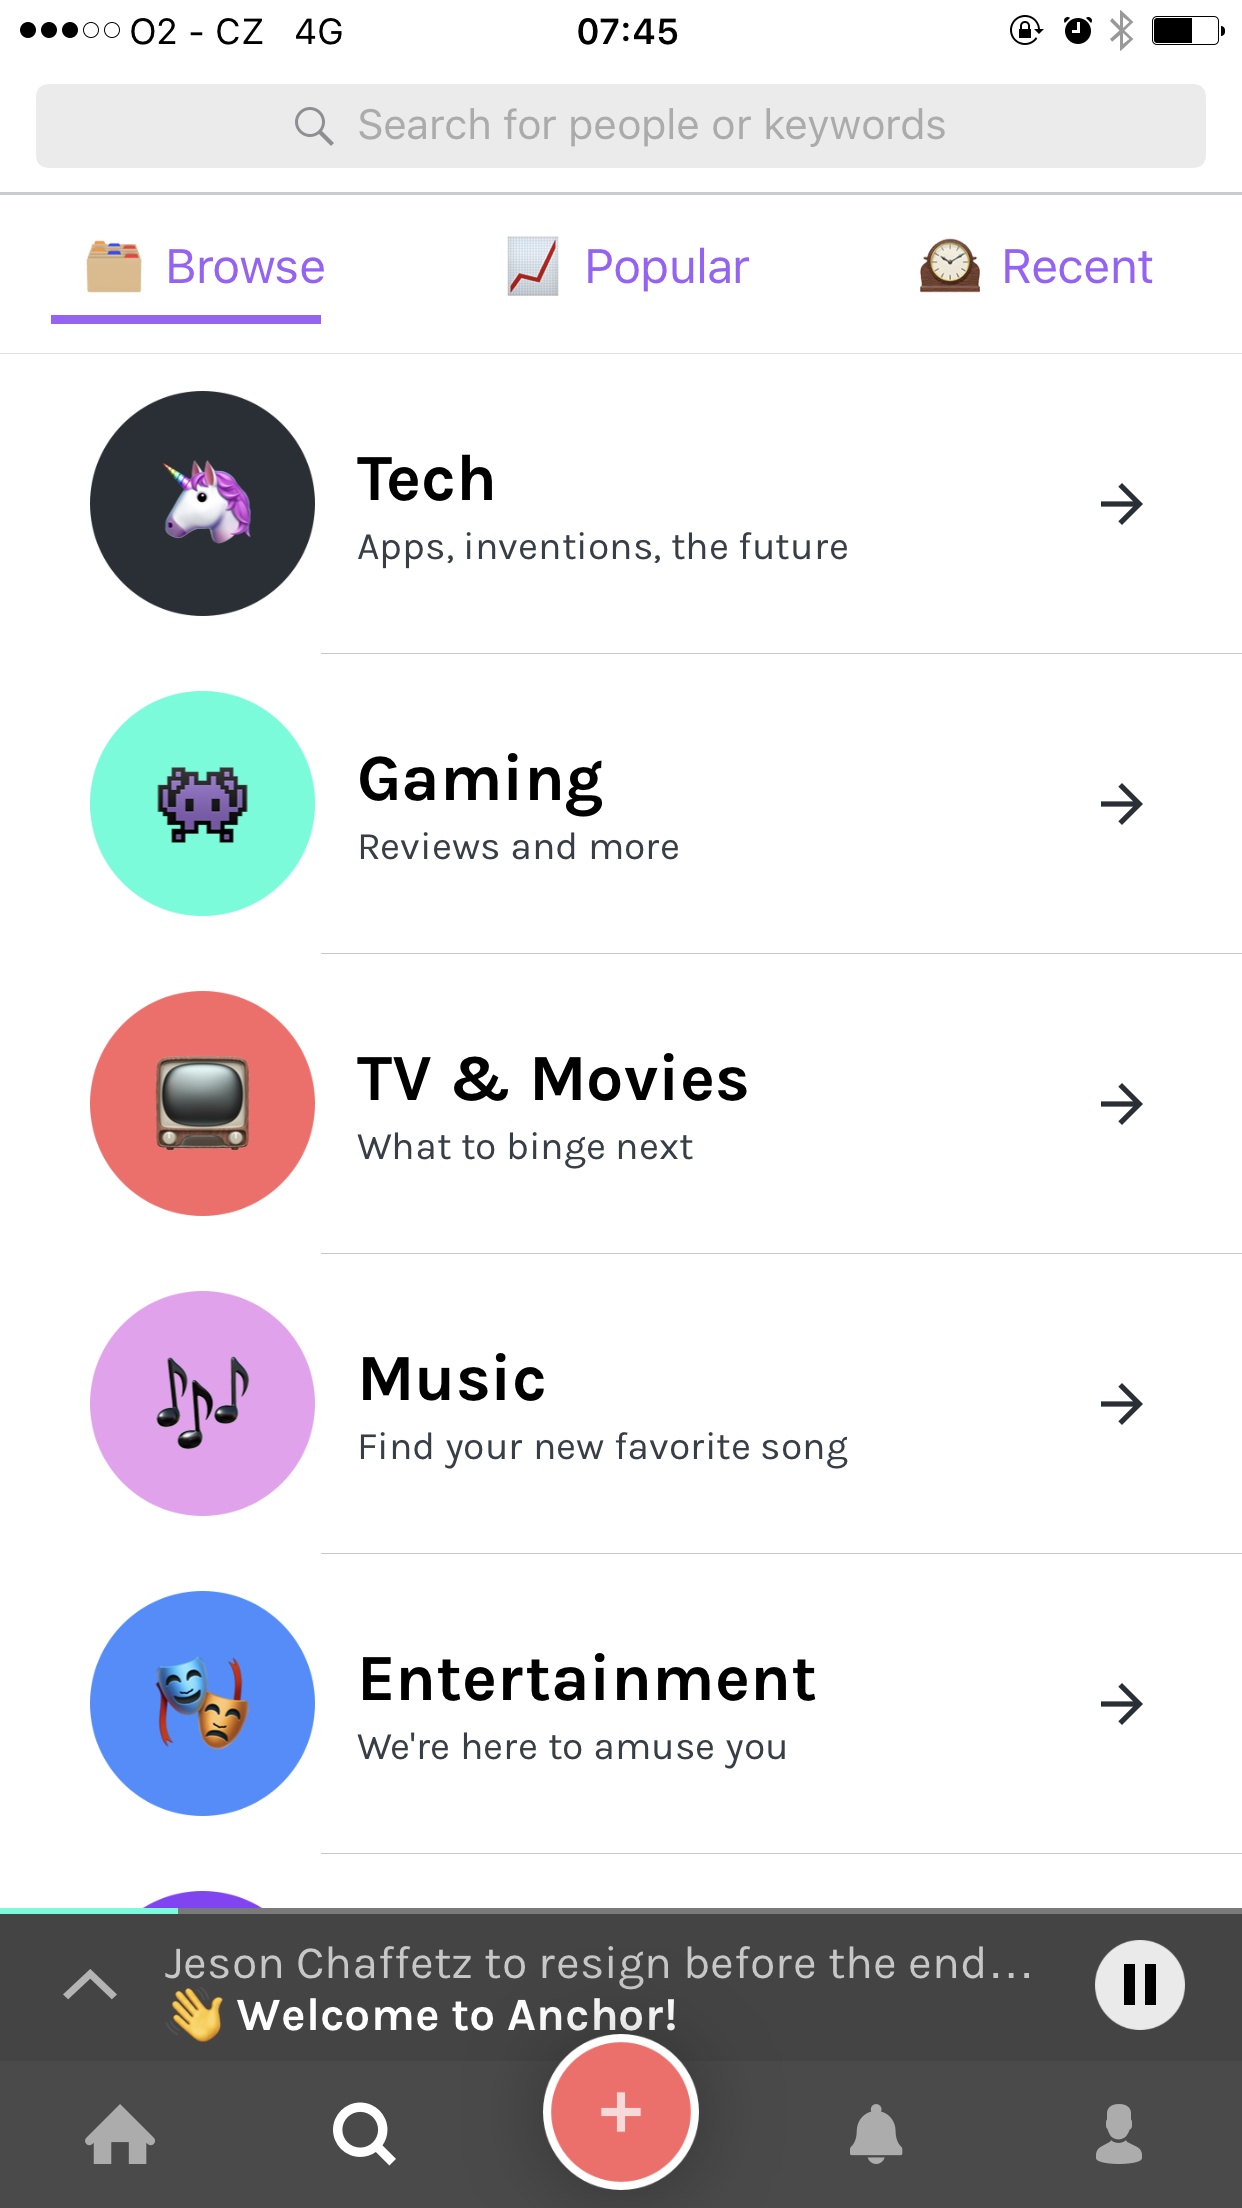 O2 - CZ 4G 07:45
Search for people or keywords
Browse Popular Recent
Tech
Apps, inventions, the future
Gaming
Reviews and more
TV & Movies
What to binge next
Music
Find your new favorite song
Entertainment
We're here to amuse you
Jeson Chaffetz to resign before the end...
👋 Welcome to Anchor!